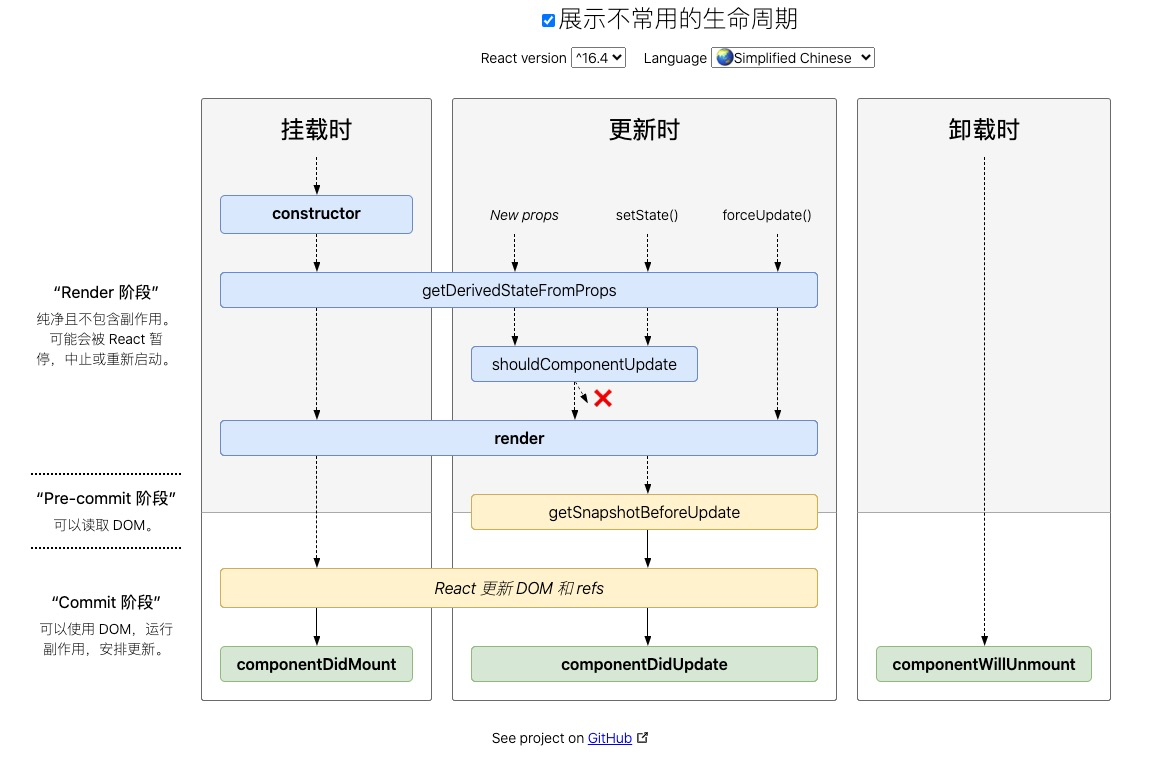 展示不常用的生命周期
React version ^16.4 Language 🌏Simplified Chinese
挂载时
更新时
卸载时
constructor
New props
setState()
forceUpdate()
“Render 阶段”
纯净且不包含副作用。
可能会被 React 暂
停，中止或重新启动。
getDerivedStateFromProps
shouldComponentUpdate
render
“Pre-commit 阶段”
可以读取 DOM。
getSnapshotBeforeUpdate
“Commit 阶段”
可以使用 DOM，运行
副作用，安排更新。
React 更新 DOM 和 refs
componentDidMount
componentDidUpdate
componentWillUnmount
See project on GitHub